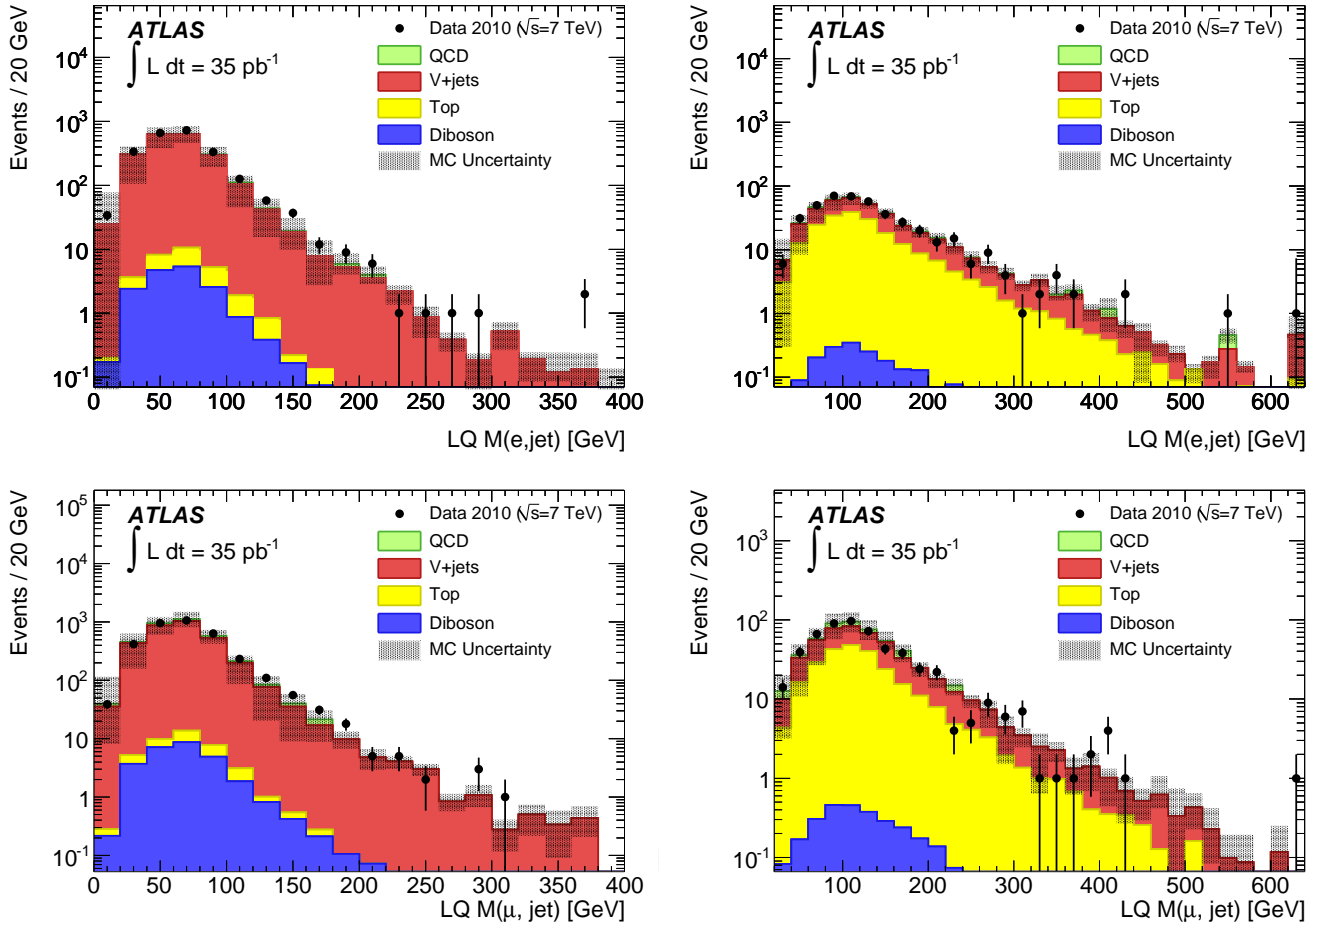 Events / 20 GeV
ATLAS
∫ L dt = 35 pb⁻¹
Data 2010 (√s=7 TeV)
QCD
V+jets
Top
Diboson
MC Uncertainty
10⁴
10³
10²
10
1
10⁻¹
0 50 100 150 200 250 300 350 400
LQ M(e,jet) [GeV]
Events / 20 GeV
ATLAS
∫ L dt = 35 pb⁻¹
Data 2010 (√s=7 TeV)
QCD
V+jets
Top
Diboson
MC Uncertainty
10⁴
10³
10²
10
1
10⁻¹
100 200 300 400 500 600
LQ M(e,jet) [GeV]
Events / 20 GeV
ATLAS
∫ L dt = 35 pb⁻¹
Data 2010 (√s=7 TeV)
QCD
V+jets
Top
Diboson
MC Uncertainty
10⁵
10⁴
10³
10²
10
1
10⁻¹
0 50 100 150 200 250 300 350 400
LQ M(μ, jet) [GeV]
Events / 20 GeV
ATLAS
∫ L dt = 35 pb⁻¹
Data 2010 (√s=7 TeV)
QCD
V+jets
Top
Diboson
MC Uncertainty
10³
10²
10
1
10⁻¹
100 200 300 400 500 600
LQ M(μ, jet) [GeV]